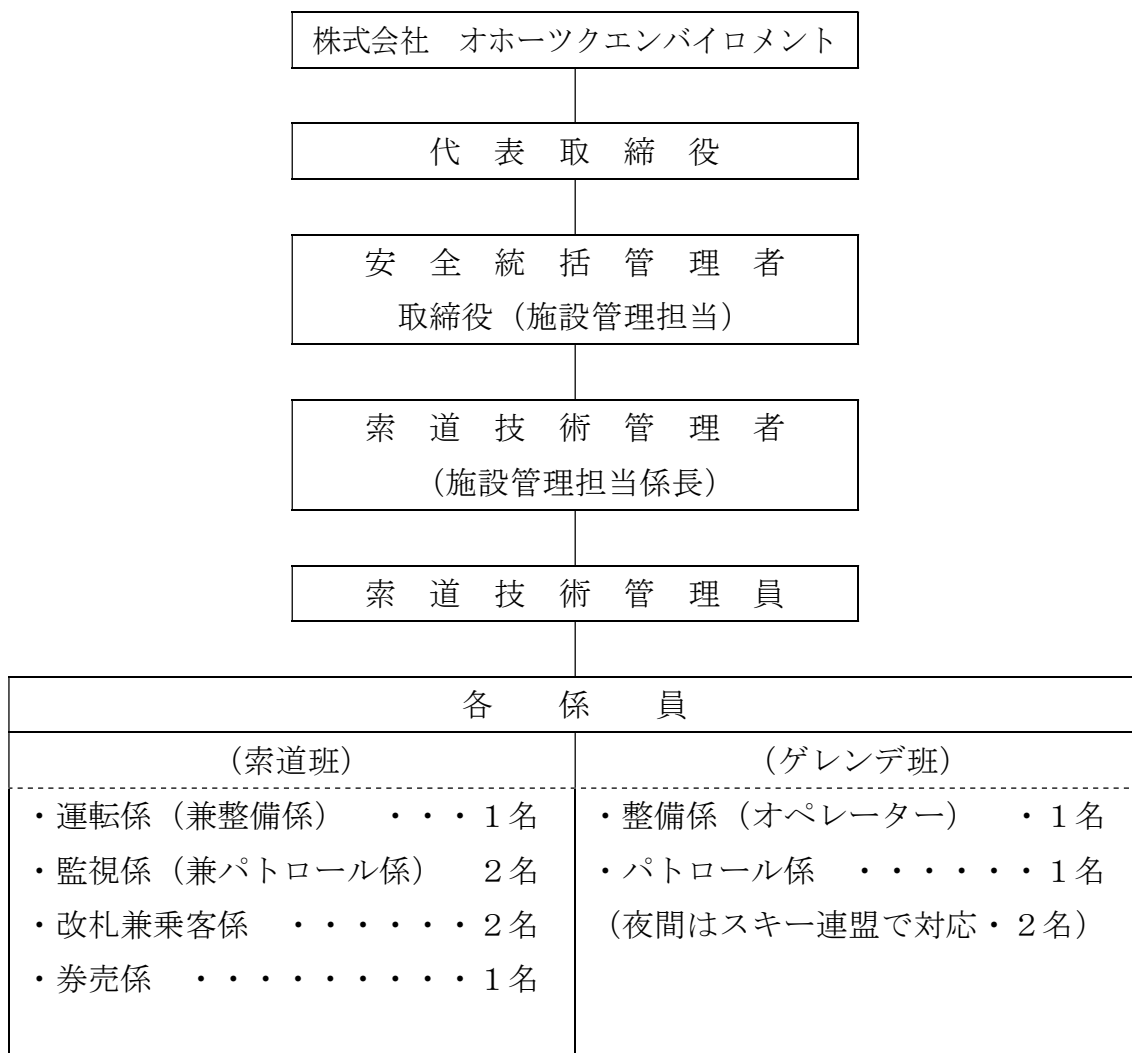 株式会社　オホーツクエンバイロメント
代　表　取　締　役
安　全　統　括　管　理　者
取締役（施設管理担当）
索　道　技　術　管　理　者
（施設管理担当係長）
索　道　技　術　管　理　員
各　　係　　員
（索道班）
・運転係（兼整備係）　・・・１名
・監視係（兼パトロール係）　２名
・改札兼乗客係　・・・・・・２名
・券売係　・・・・・・・・・１名
（ゲレンデ班）
・整備係（オペレーター）　・１名
・パトロール係　・・・・・・１名
（夜間はスキー連盟で対応・２名）